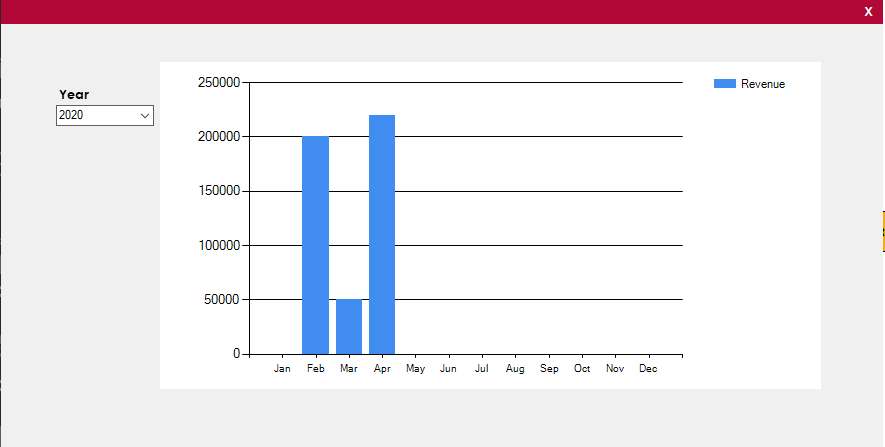 X
Year
2020
250000
200000
150000
100000
50000
0
Jan Feb Mar Apr May Jun Jul Aug Sep Oct Nov Dec
Revenue